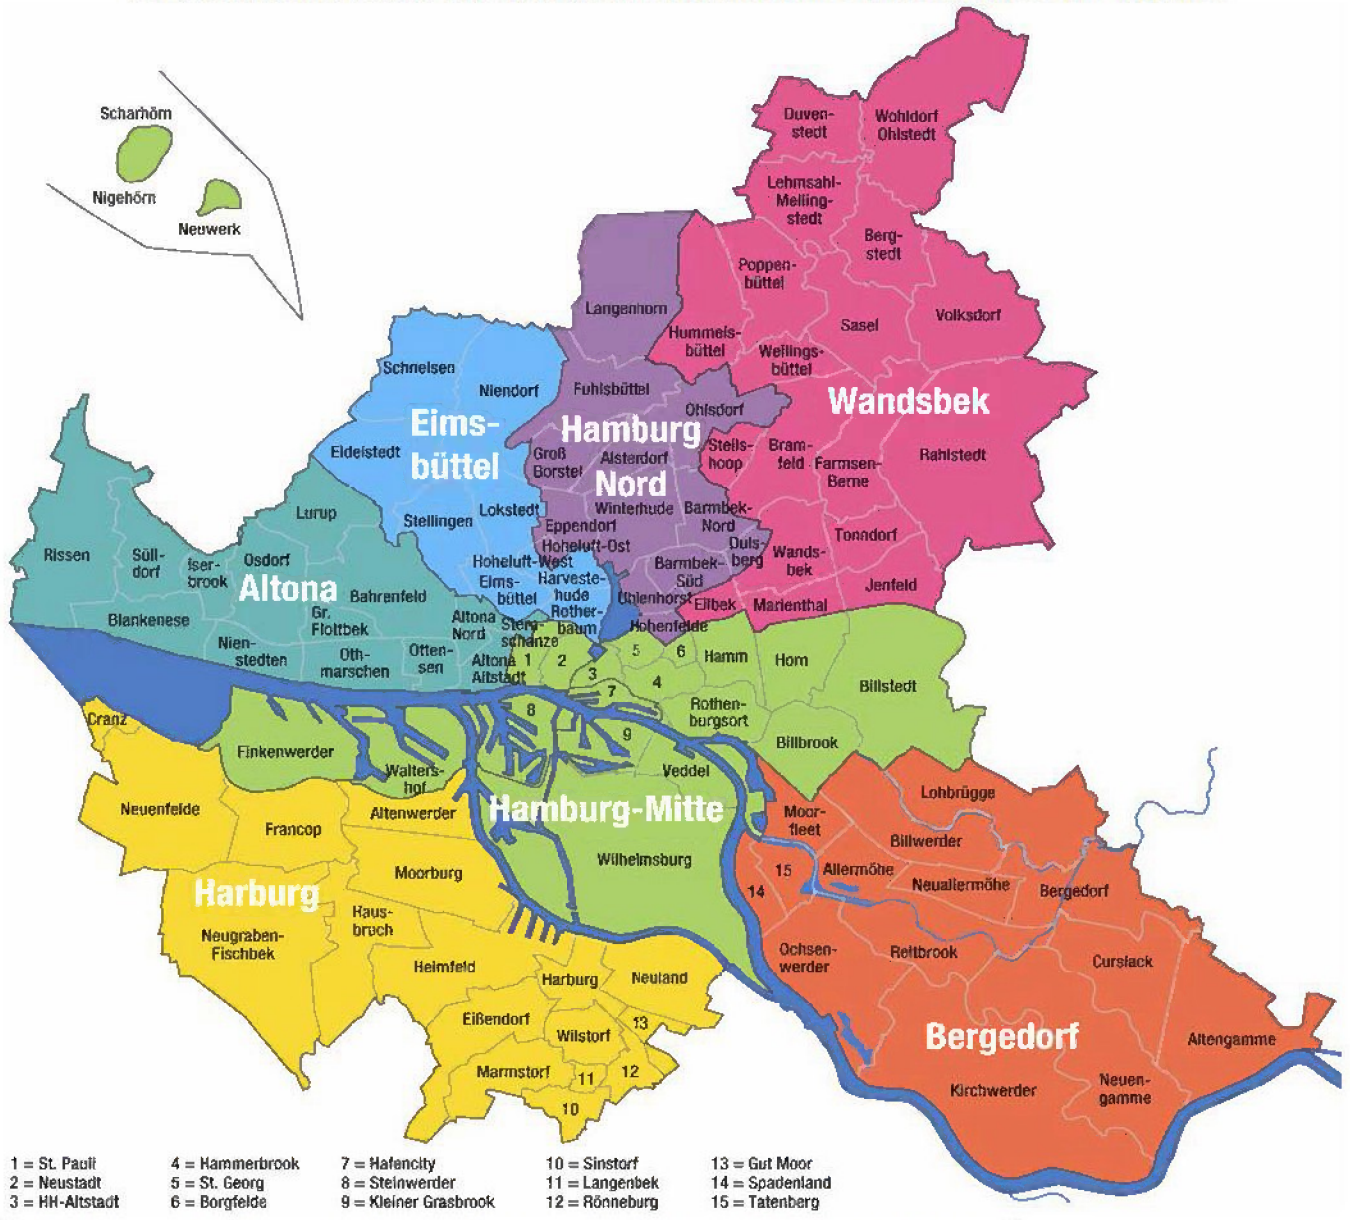 Scharhörn
Nigehörn
Neuwerk
Duven-
stedt
Wohldorf
Ohlstedt
Lehmsahl-
Melling-
stedt
Berg-
stedt
Poppen-
büttel
Hummels-
büttel
Sasel
Volksdorf
Wellings-
büttel
Wandsbek
Steils-
hoop
Bram-
feld
Farmsen-
Berne
Rahlstedt
Tonndorf
Wands-
bek
Jenfeld
Eilbek
Marienthal
Langenhorn
Fuhlsbüttel
Ohlsdorf
Hamburg
Nord
Groß
Borstel
Alsterdorf
Winterhude
Barmbek-
Nord
Eppendorf
Hoheluft-Ost
Duls-
berg
Barmbek-
Süd
Uhlenhorst
Hohenfelde
Schnelsen
Niendorf
Eims-
büttel
Eidelstedt
Lokstedt
Stellingen
Hoheluft-West
Eims-
büttel
Harveste-
hude
Rother-
baum
Lurup
Rissen
Süll-
dorf
Iser-
brook
Osdorf
Altona
Bahrenfeld
Blankenese
Gr.
Flottbek
Nien-
stedten
Oth-
marschen
Otten-
sen
Altona
Nord
Stern-
schanze
Altona
Altstadt
1
2
3
4
5
6
7
8
9
Hamm
Horn
Billstedt
Rothen-
burgsort
Billbrook
Veddel
Finkenwerder
Walters-
hof
Hamburg-Mitte
Wilhelmsburg
Cranz
Neuenfelde
Francop
Altenwerder
Moorburg
Harburg
Haus-
bruch
Neugraben-
Fischbek
Heimfeld
Harburg
Neuland
Eißendorf
Wilstorf
13
Marmstorf
11
12
10
Lohbrügge
Moor-
fleet
Billwerder
15
14
Allermöhe
Neuallermöhe
Bergedorf
Ochsen-
werder
Reitbrook
Curslack
Bergedorf
Altengamme
Kirchwerder
Neuen-
gamme
1 = St. Pauli
2 = Neustadt
3 = HH-Altstadt
4 = Hammerbrook
5 = St. Georg
6 = Borgfelde
7 = Hafencity
8 = Steinwerder
9 = Kleiner Grasbrook
10 = Sinstorf
11 = Langenbek
12 = Rönneburg
13 = Gut Moor
14 = Spadenland
15 = Tatenberg